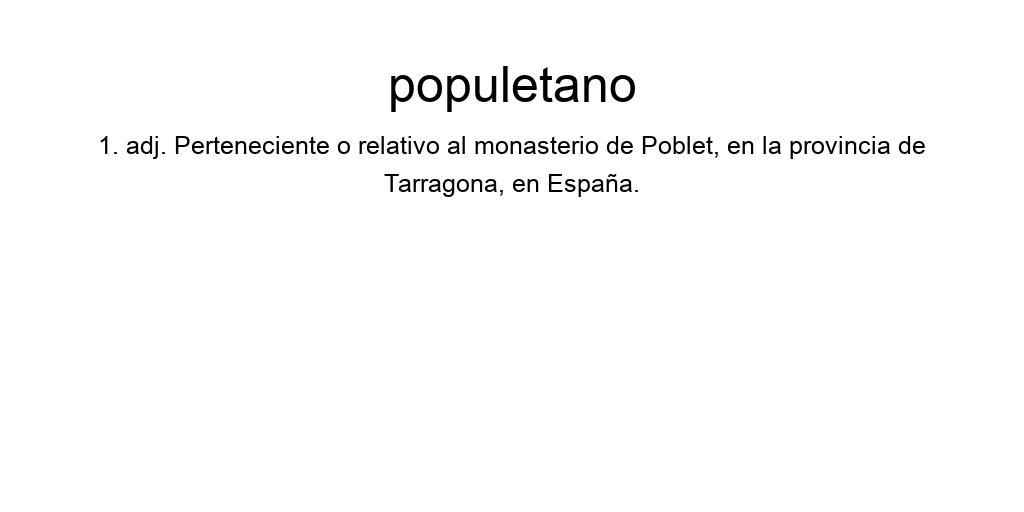 populetano
1. adj. Perteneciente o relativo al monasterio de Poblet, en la provincia de
Tarragona, en España.